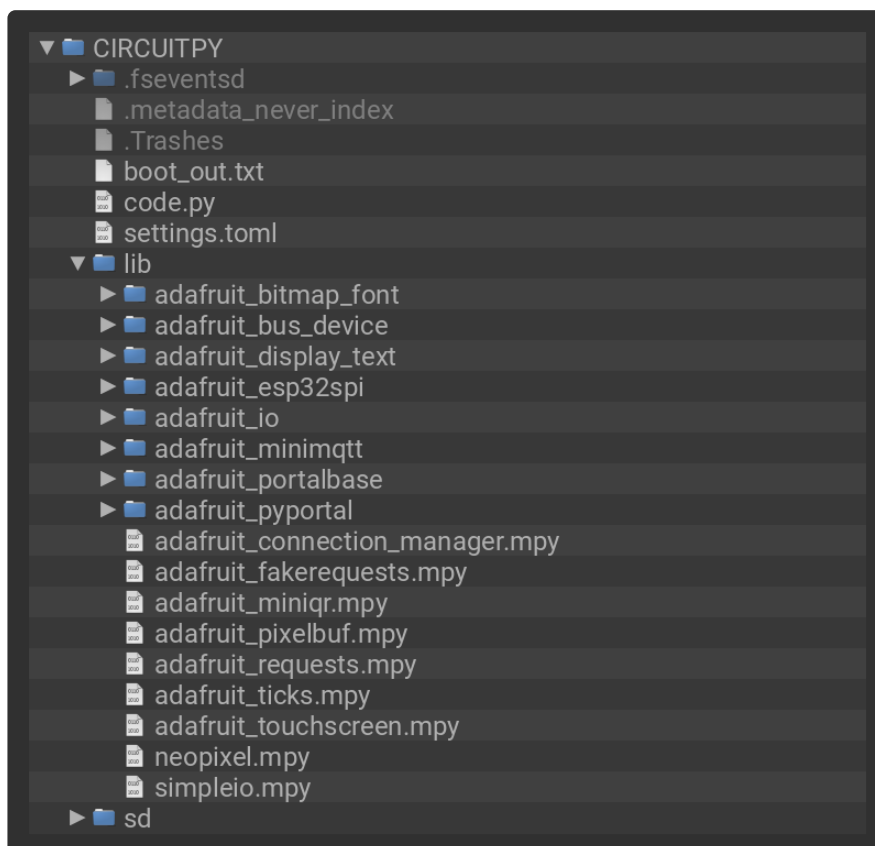 CIRCUITPY
.fseventsd
.metadata_never_index
.Trashes
boot_out.txt
code.py
settings.toml
lib
adafruit_bitmap_font
adafruit_bus_device
adafruit_display_text
adafruit_esp32spi
adafruit_io
adafruit_minimqtt
adafruit_portalbase
adafruit_pyportal
adafruit_connection_manager.mpy
adafruit_fakerequests.mpy
adafruit_miniqr.mpy
adafruit_pixelbuf.mpy
adafruit_requests.mpy
adafruit_ticks.mpy
adafruit_touchscreen.mpy
neopixel.mpy
simpleio.mpy
sd